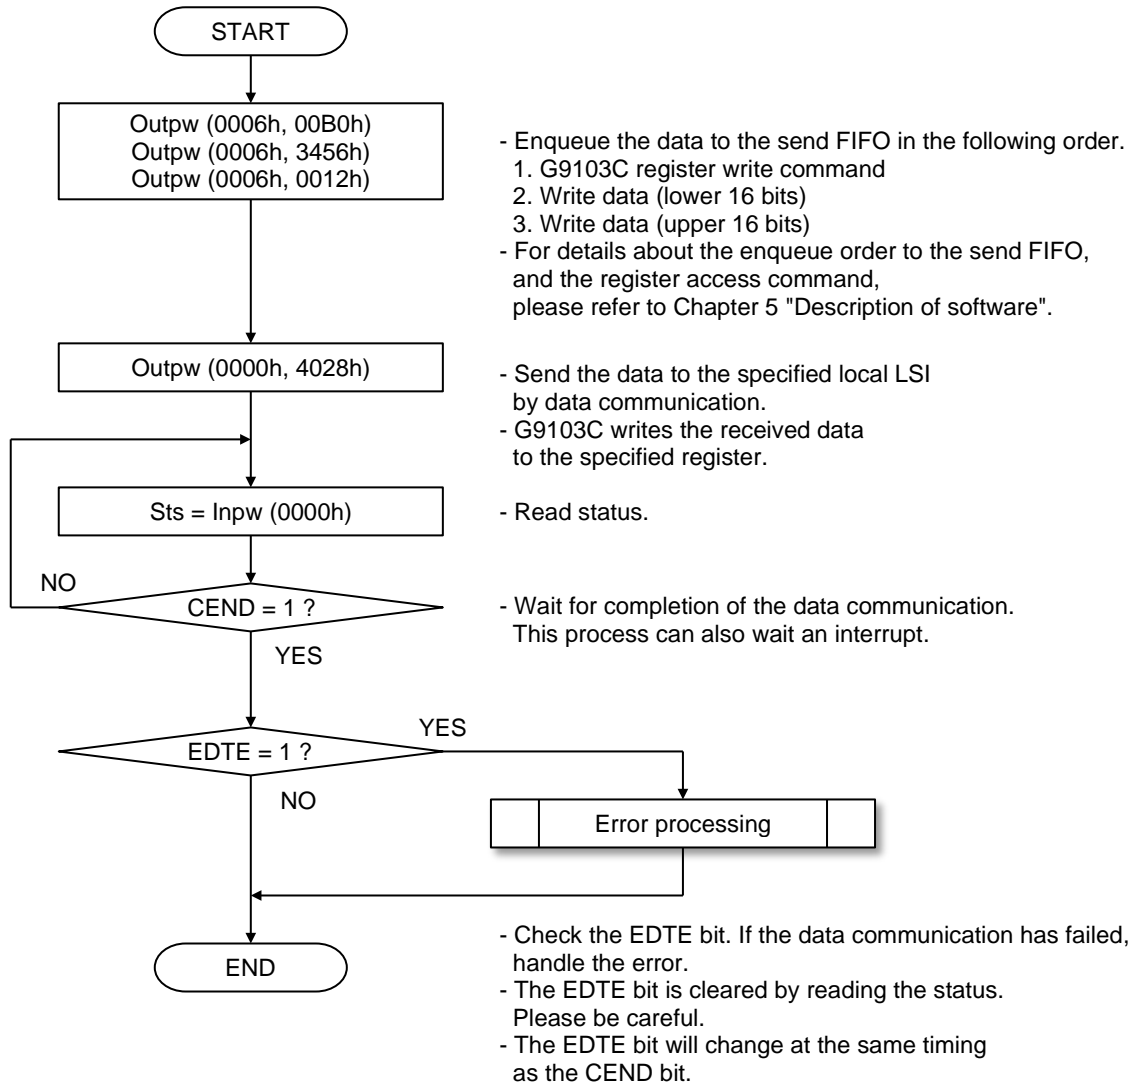 START
Outpw (0006h, 00B0h)
Outpw (0006h, 3456h)
Outpw (0006h, 0012h)
- Enqueue the data to the send FIFO in the following order.
1. G9103C register write command
2. Write data (lower 16 bits)
3. Write data (upper 16 bits)
- For details about the enqueue order to the send FIFO,
and the register access command,
please refer to Chapter 5 "Description of software".
Outpw (0000h, 4028h)
- Send the data to the specified local LSI
by data communication.
- G9103C writes the received data
to the specified register.
Sts = Inpw (0000h)
- Read status.
NO
CEND = 1 ?
- Wait for completion of the data communication.
This process can also wait an interrupt.
YES
YES
EDTE = 1 ?
NO
Error processing
- Check the EDTE bit. If the data communication has failed,
handle the error.
- The EDTE bit is cleared by reading the status.
Please be careful.
- The EDTE bit will change at the same timing
as the CEND bit.
END